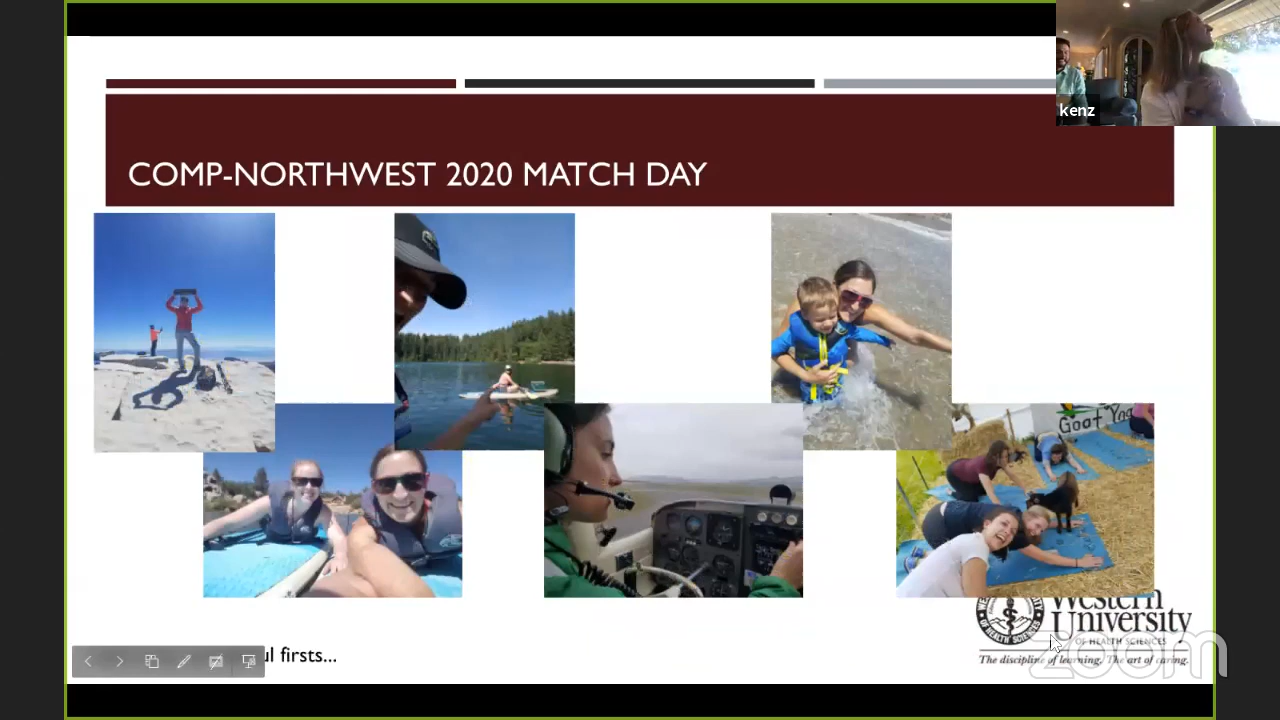 kenz
COMP-NORTHWEST 2020 MATCH DAY
Goat Yog
Western
University
OF HEALTH SCIENCES
The discipline of learning. The art of caring.
zoom
ul firsts...